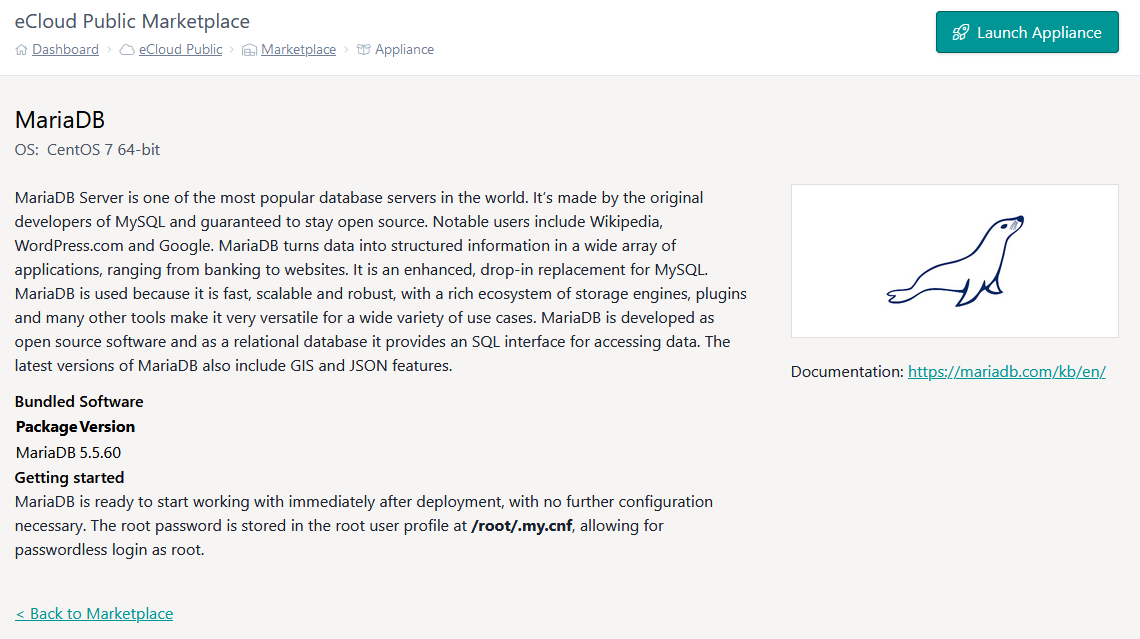 eCloud Public Marketplace
Launch Appliance
Dashboard > eCloud Public > Marketplace > Appliance
MariaDB
OS: CentOS 7 64-bit
MariaDB Server is one of the most popular database servers in the world. It’s made by the original
developers of MySQL and guaranteed to stay open source. Notable users include Wikipedia,
WordPress.com and Google. MariaDB turns data into structured information in a wide array of
applications, ranging from banking to websites. It is an enhanced, drop-in replacement for MySQL.
MariaDB is used because it is fast, scalable and robust, with a rich ecosystem of storage engines, plugins
and many other tools make it very versatile for a wide variety of use cases. MariaDB is developed as
open source software and as a relational database it provides an SQL interface for accessing data. The
latest versions of MariaDB also include GIS and JSON features.
Documentation: https://mariadb.com/kb/en/
Bundled Software
Package Version
MariaDB 5.5.60
Getting started
MariaDB is ready to start working with immediately after deployment, with no further configuration
necessary. The root password is stored in the root user profile at /root/.my.cnf, allowing for
passwordless login as root.
< Back to Marketplace